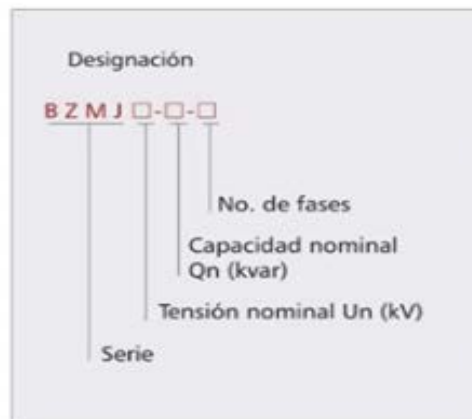 Designación
BZMJ □-□-□
No. de fases
Capacidad nominal
Qn (kvar)
Tensión nominal Un (kV)
Serie